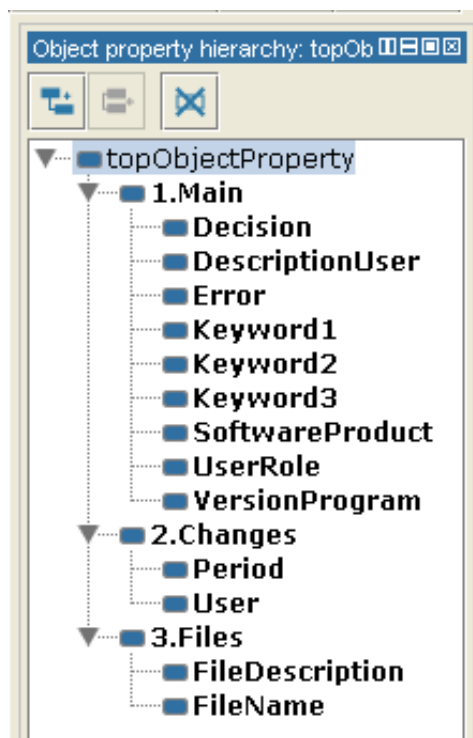 Object property hierarchy: topOb
topObjectProperty
1.Main
Decision
DescriptionUser
Error
Keyword1
Keyword2
Keyword3
SoftwareProduct
UserRole
VersionProgram
2.Changes
Period
User
3.Files
FileDescription
FileName